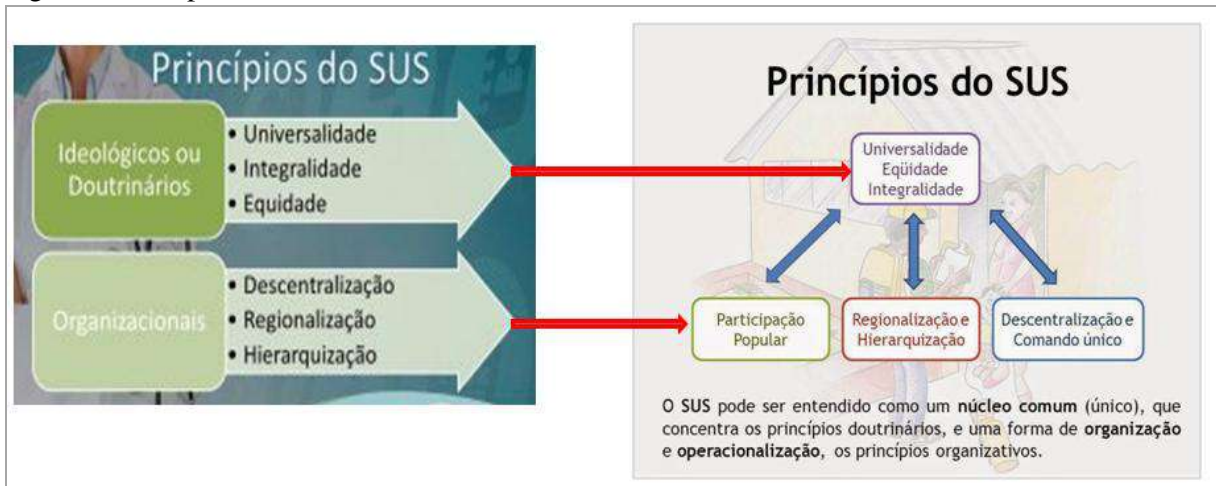 Princípios do SUS
Ideológicos ou
Doutrinários
• Universalidade
• Integralidade
• Equidade
Organizacionais
• Descentralização
• Regionalização
• Hierarquização
Princípios do SUS
Universalidade
Eqüidade
Integralidade
Participação
Popular
Regionalização e
Hierarquização
Descentralização e
Comando único
O SUS pode ser entendido como um núcleo comum (único), que
concentra os princípios doutrinários, e uma forma de organização
e operacionalização, os princípios organizativos.